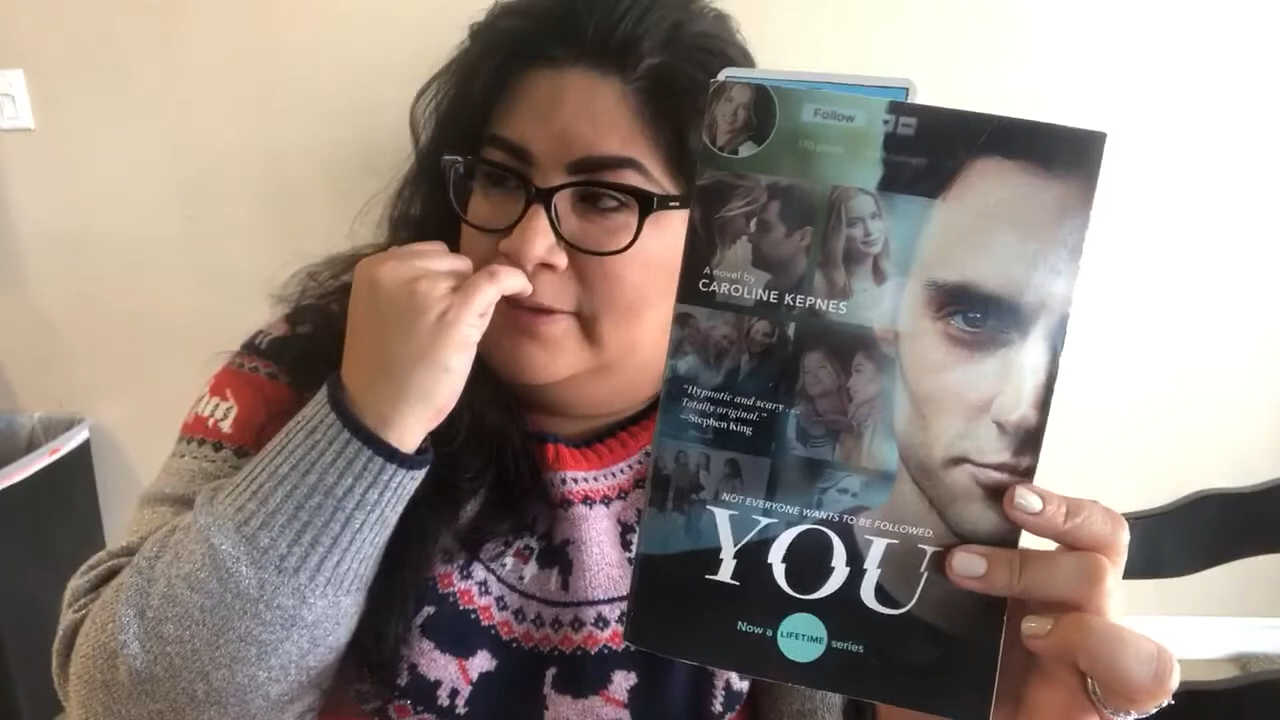 Follow
A novel by
CAROLINE KEPNES
"Hypnotic and scary...
Totally original."
—Stephen King
NOT EVERYONE WANTS TO BE FOLLOWED.
YOU
Now a LIFETIME series